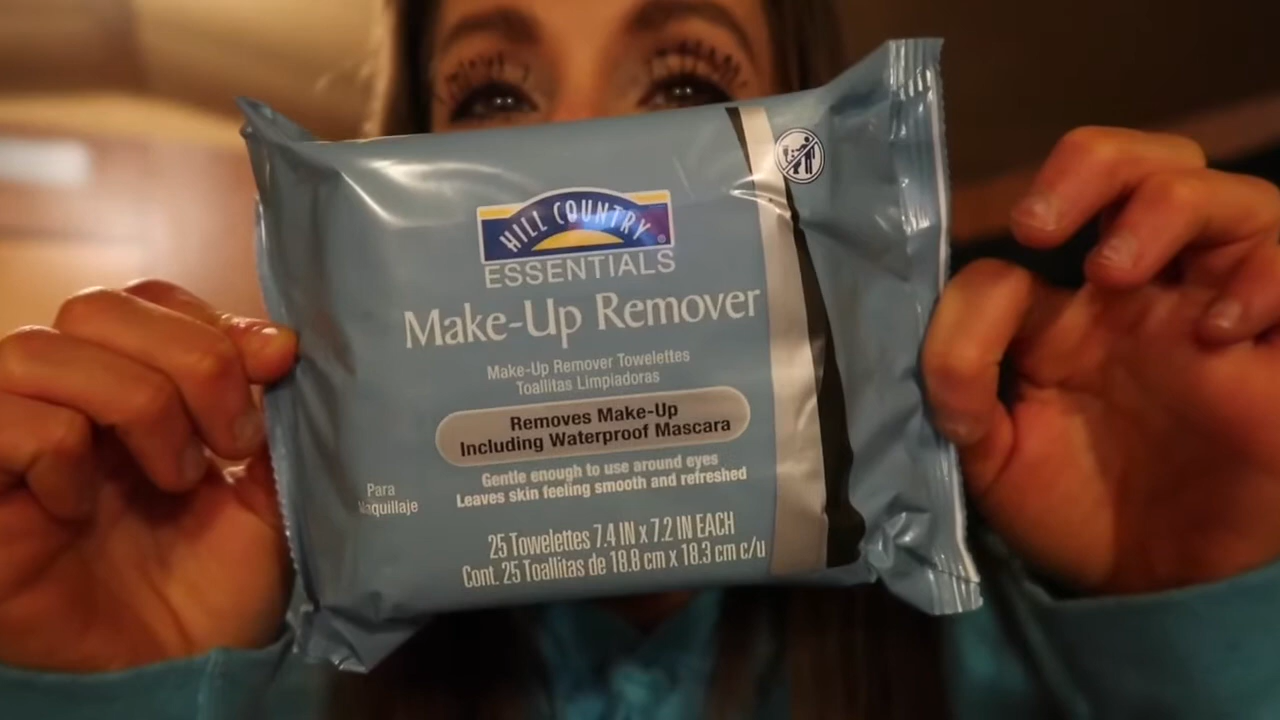 HILL COUNTRY
ESSENTIALS
Make-Up Remover
Make-Up Remover Towelettes
Toallitas Limpiadoras
Removes Make-Up
Including Waterproof Mascara
Gentle enough to use around eyes
Leaves skin feeling smooth and refreshed
Para
Maquillaje
25 Towelettes 7.4 IN x 7.2 IN EACH
Cont. 25 Toallitas de 18.8 cm x 18.3 cm c/u